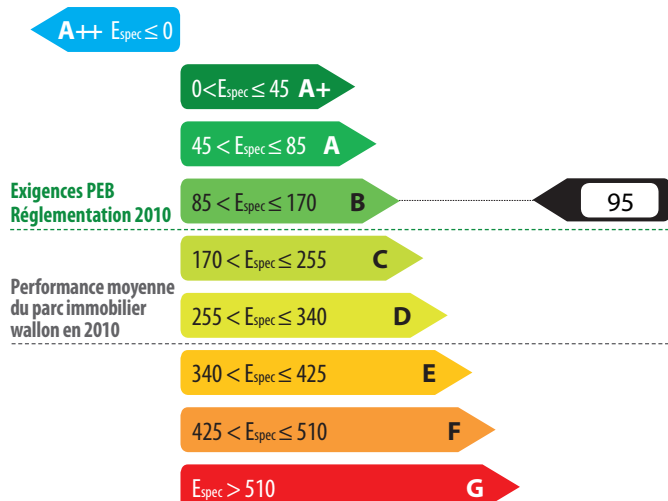 A++ Espec ≤ 0
0<Espec ≤ 45 A+
45 < Espec ≤ 85 A
Exigences PEB
Réglementation 2010
85 < Espec ≤ 170 B
95
170 < Espec ≤ 255 C
Performance moyenne
du parc immobilier
wallon en 2010
255 < Espec ≤ 340 D
340 < Espec ≤ 425 E
425 < Espec ≤ 510 F
Espec > 510 G